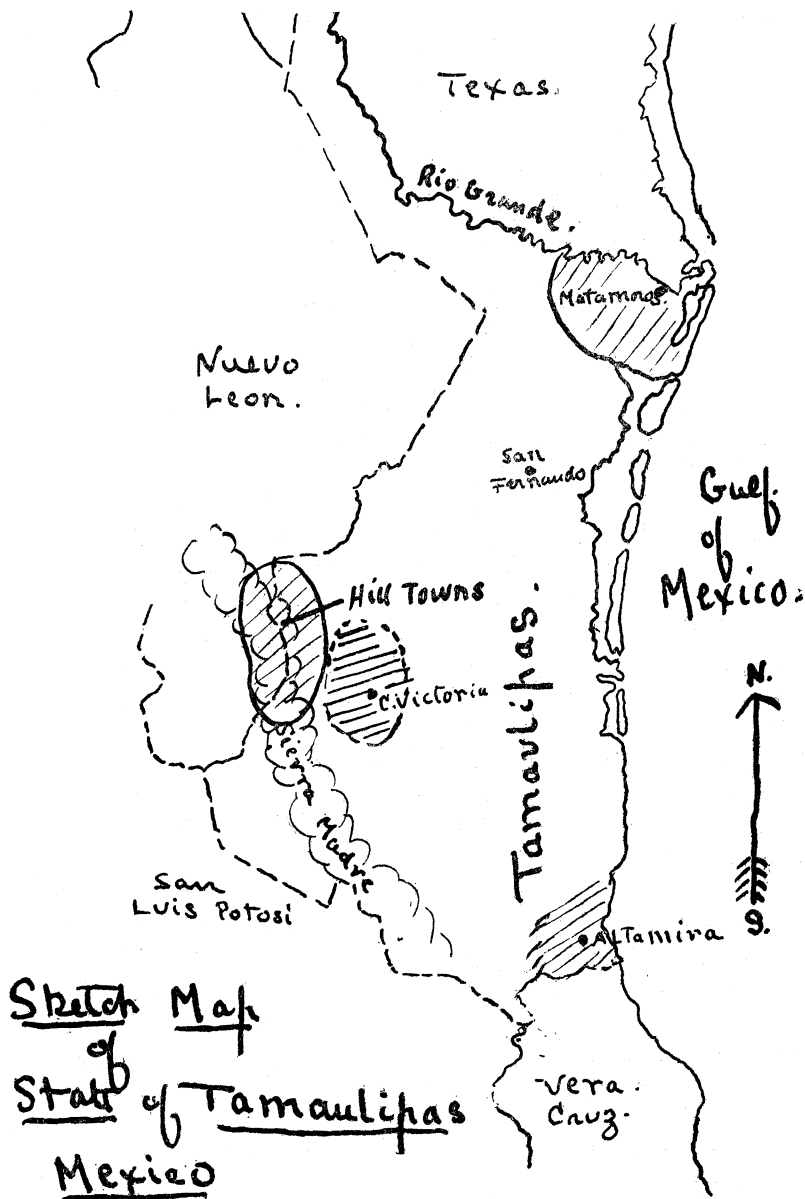 Texas.
Rio Grande.
Matamoros.
Nuevo
Leon.
San
Fernando
Gulf
of
Mexico.
Hill Towns
C. Victoria
Tamaulipas.
N.
S.
Sierra Madre
San
Luis Potosi
Altamira
Vera
Cruz.
Sketch Map
of
State of Tamaulipas
Mexico